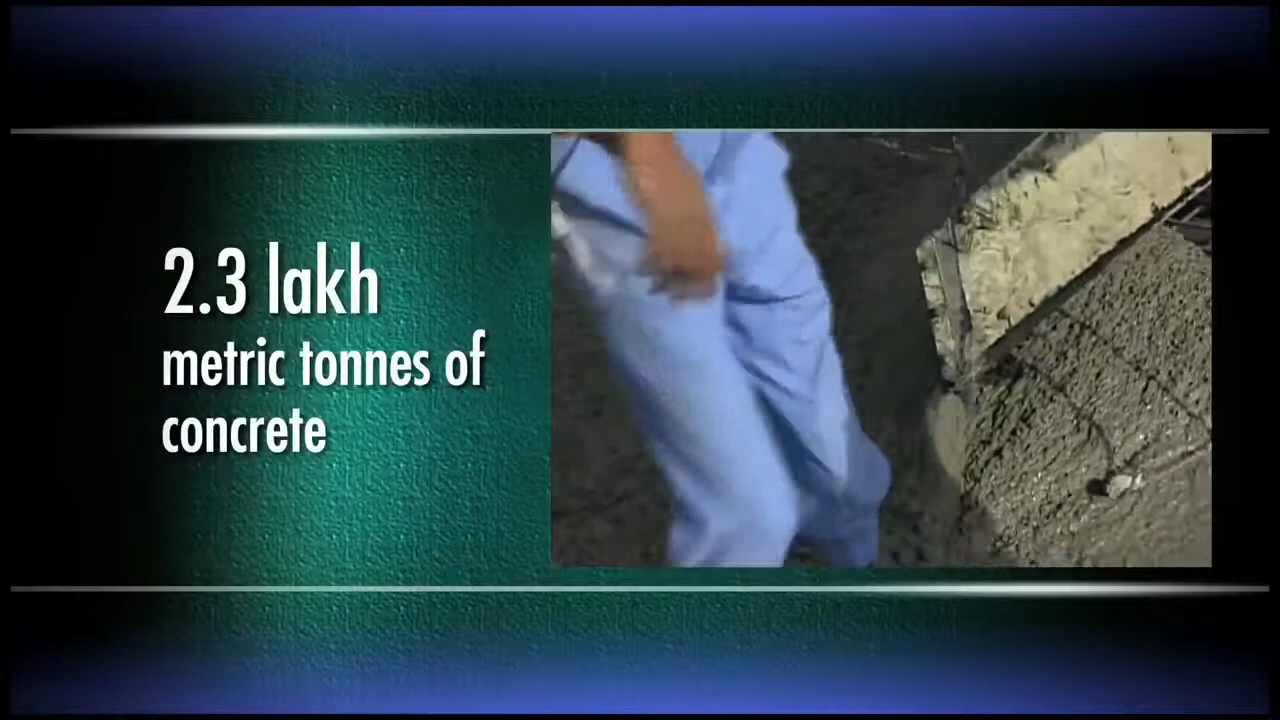 2.3 lakh
metric tonnes of
concrete